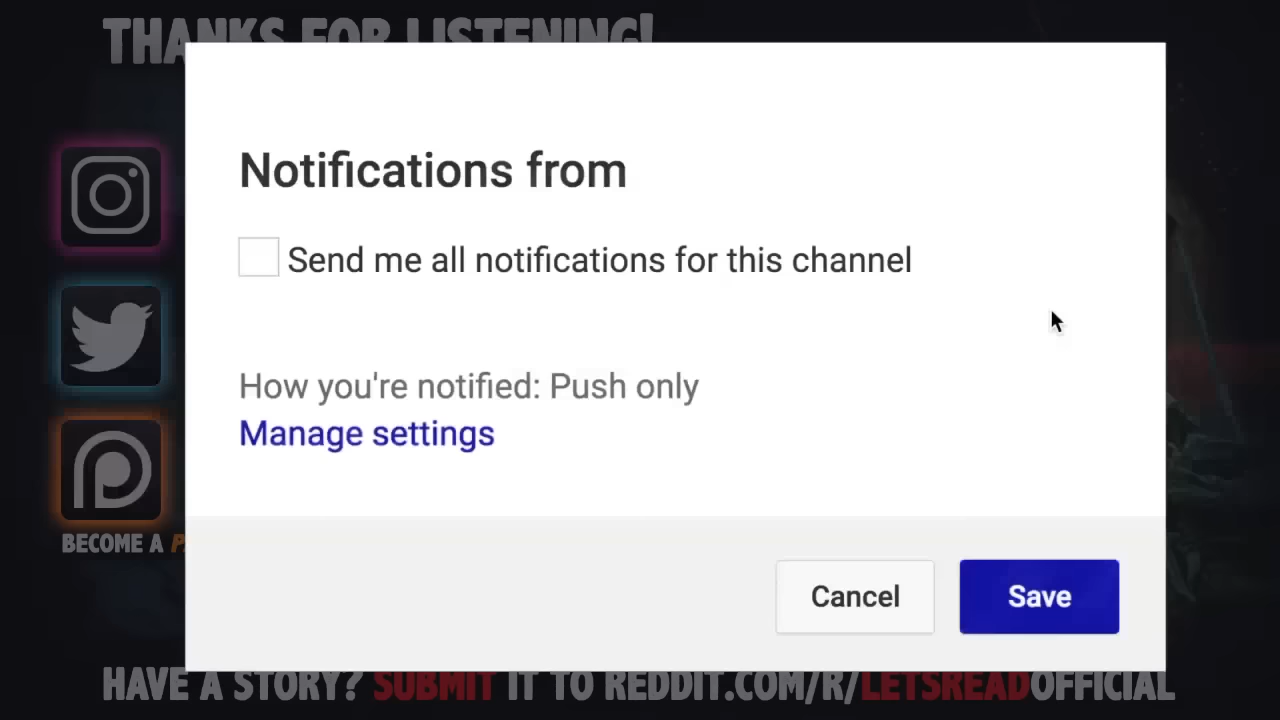 THANKS FOR LISTENING!
Notifications from
Send me all notifications for this channel
How you're notified: Push only
Manage settings
BECOME A
Cancel
Save
HAVE A STORY? SUBMIT IT TO REDDIT.COM/R/LETSREADOFFICIAL